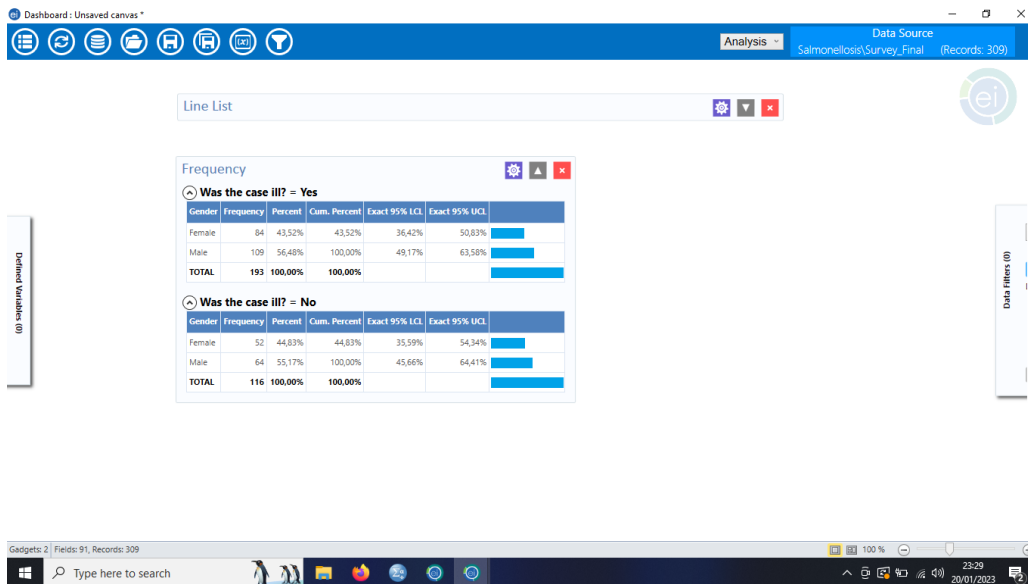 Dashboard : Unsaved canvas *
Analysis
Data Source
Salmonellosis\Survey_Final (Records: 309)
ei
Line List
Frequency
Was the case ill? = Yes
Gender Frequency Percent Cum. Percent Exact 95% LCL Exact 95% UCL
Female 84 43,52% 43,52% 36,42% 50,83%
Male 109 56,48% 100,00% 49,17% 63,58%
TOTAL 193 100,00% 100,00%
Was the case ill? = No
Gender Frequency Percent Cum. Percent Exact 95% LCL Exact 95% UCL
Female 52 44,83% 44,83% 35,59% 54,34%
Male 64 55,17% 100,00% 45,66% 64,41%
TOTAL 116 100,00% 100,00%
Defined Variables (0)
Data Filters (0)
Gadgets: 2 Fields: 91, Records: 309
100 %
Type here to search
23:29
20/01/2023